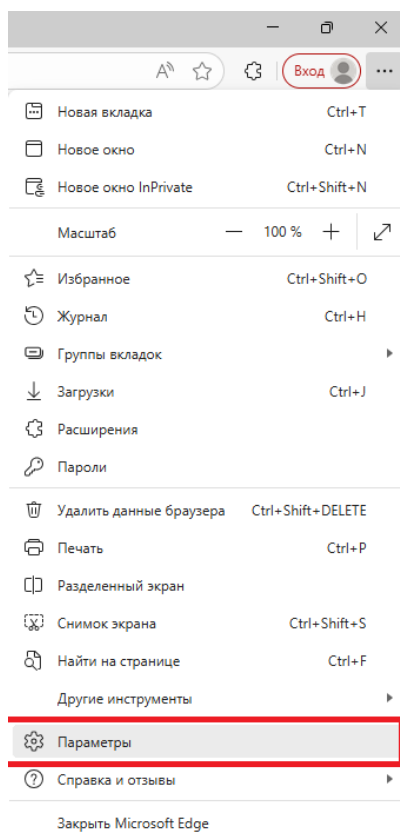 Вход
Новая вкладка Ctrl+T
Новое окно Ctrl+N
Новое окно InPrivate Ctrl+Shift+N
Масштаб — 100 % +
Избранное Ctrl+Shift+O
Журнал Ctrl+H
Группы вкладок
Загрузки Ctrl+J
Расширения
Пароли
Удалить данные браузера Ctrl+Shift+DELETE
Печать Ctrl+P
Разделенный экран
Снимок экрана Ctrl+Shift+S
Найти на странице Ctrl+F
Другие инструменты
Параметры
Справка и отзывы
Закрыть Microsoft Edge